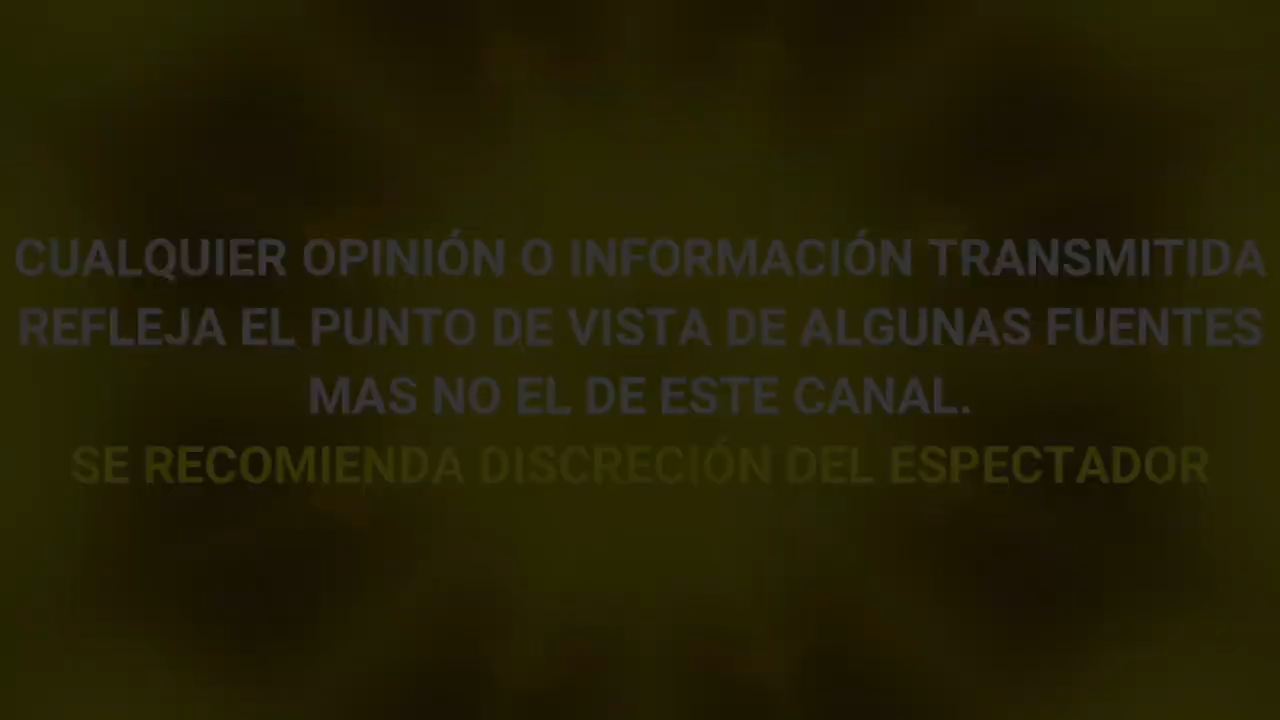 CUALQUIER OPINIÓN O INFORMACIÓN TRANSMITIDA
REFLEJA EL PUNTO DE VISTA DE ALGUNAS FUENTES
MAS NO EL DE ESTE CANAL.
SE RECOMIENDA DISCRECIÓN DEL ESPECTADOR